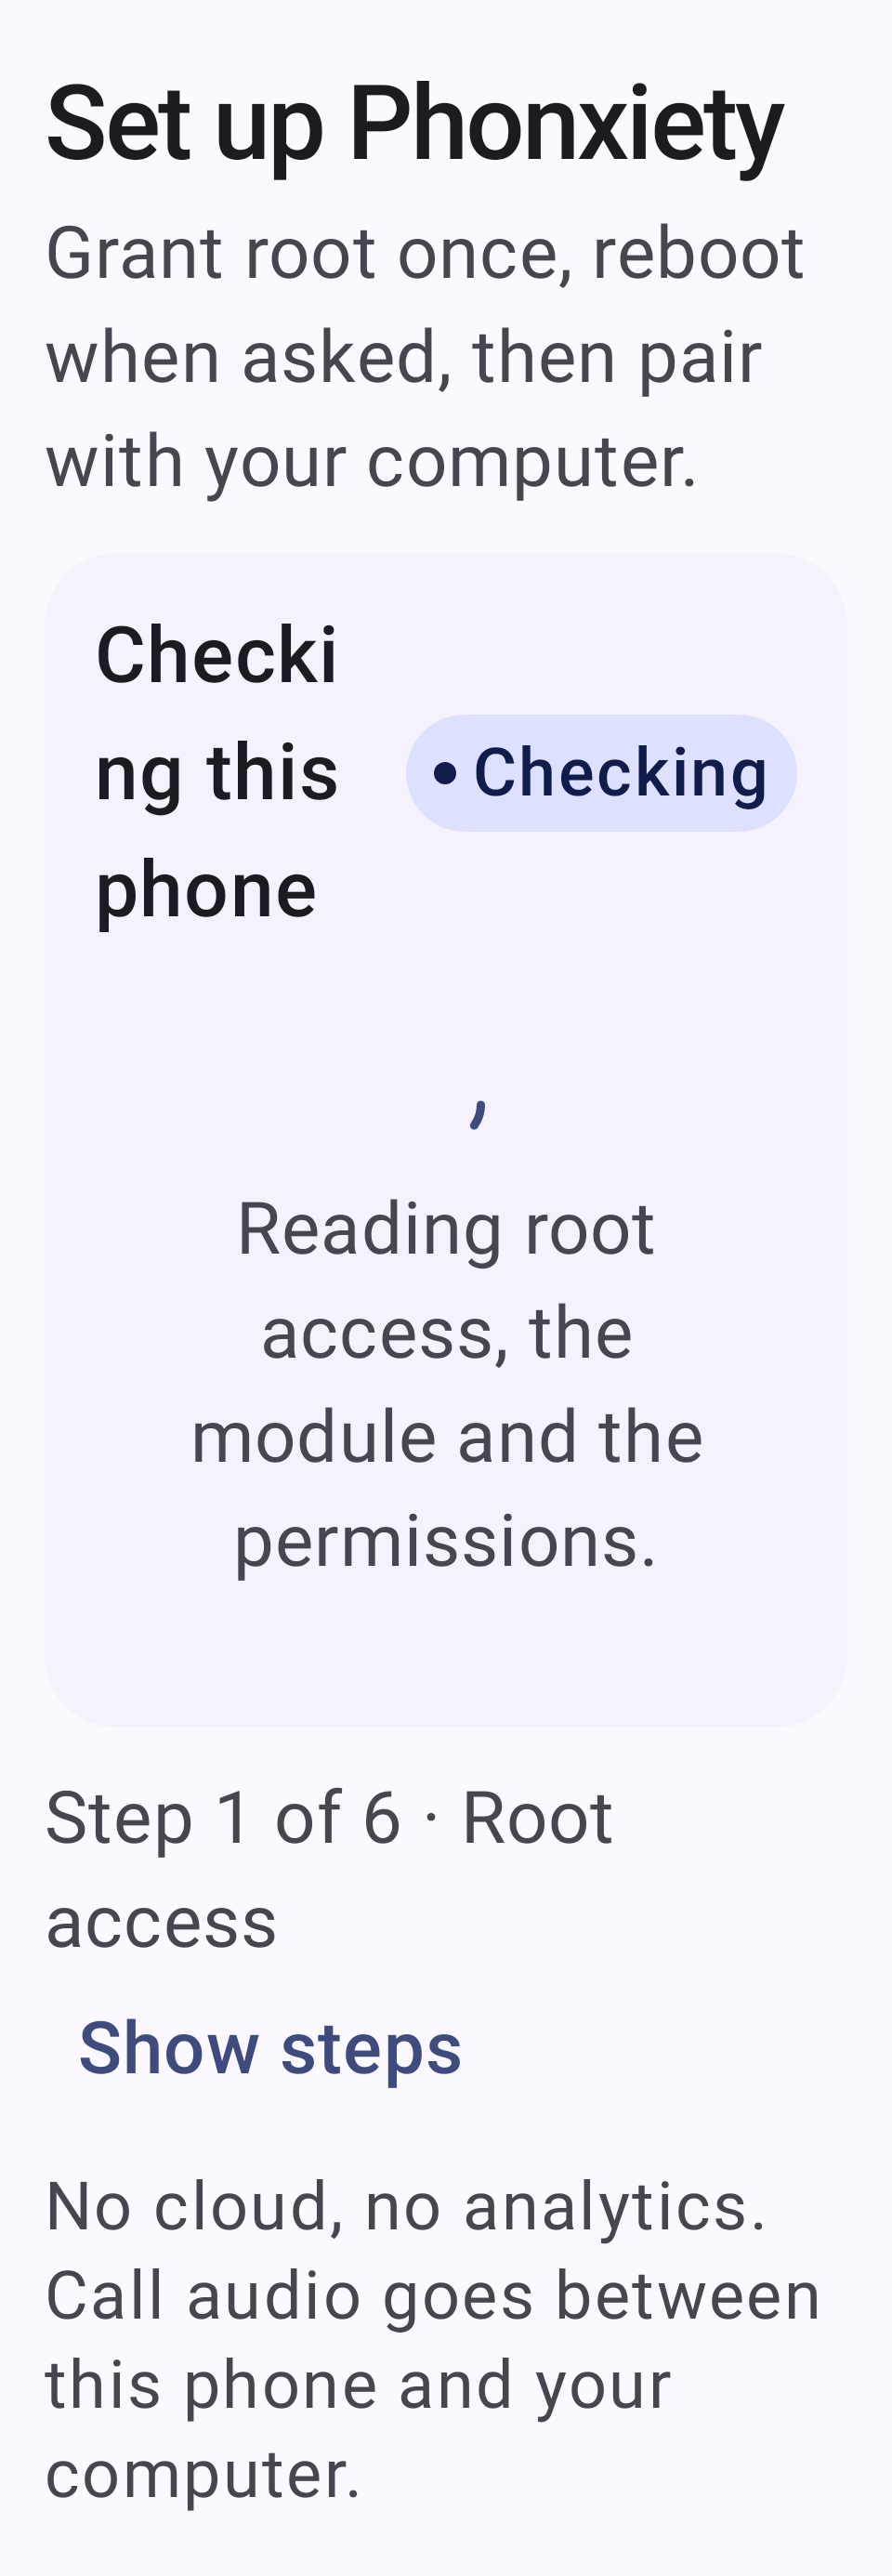 Set up Phonxiety
Grant root once, reboot
when asked, then pair
with your computer.
Checki
ng this
phone
• Checking
Reading root
access, the
module and the
permissions.
Step 1 of 6 · Root
access
Show steps
No cloud, no analytics.
Call audio goes between
this phone and your
computer.